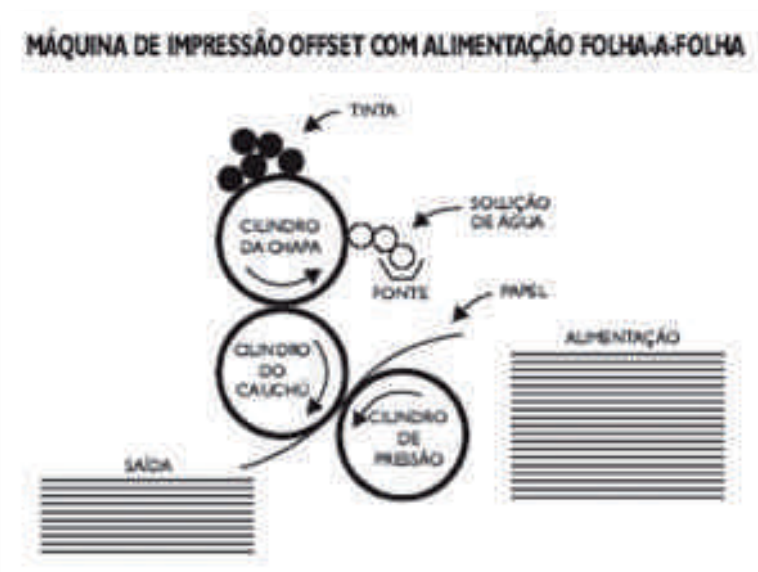 MÁQUINA DE IMPRESSÃO OFFSET COM ALIMENTAÇÃO FOLHA-A-FOLHA
TINTA
CILINDRO
DA CHAPA
SOLUÇÃO
DE ÁGUA
FONTE
PAPEL
ALIMENTAÇÃO
CILINDRO
DO
CAUCHÚ
CILINDRO
DE
PRESSÃO
SAÍDA